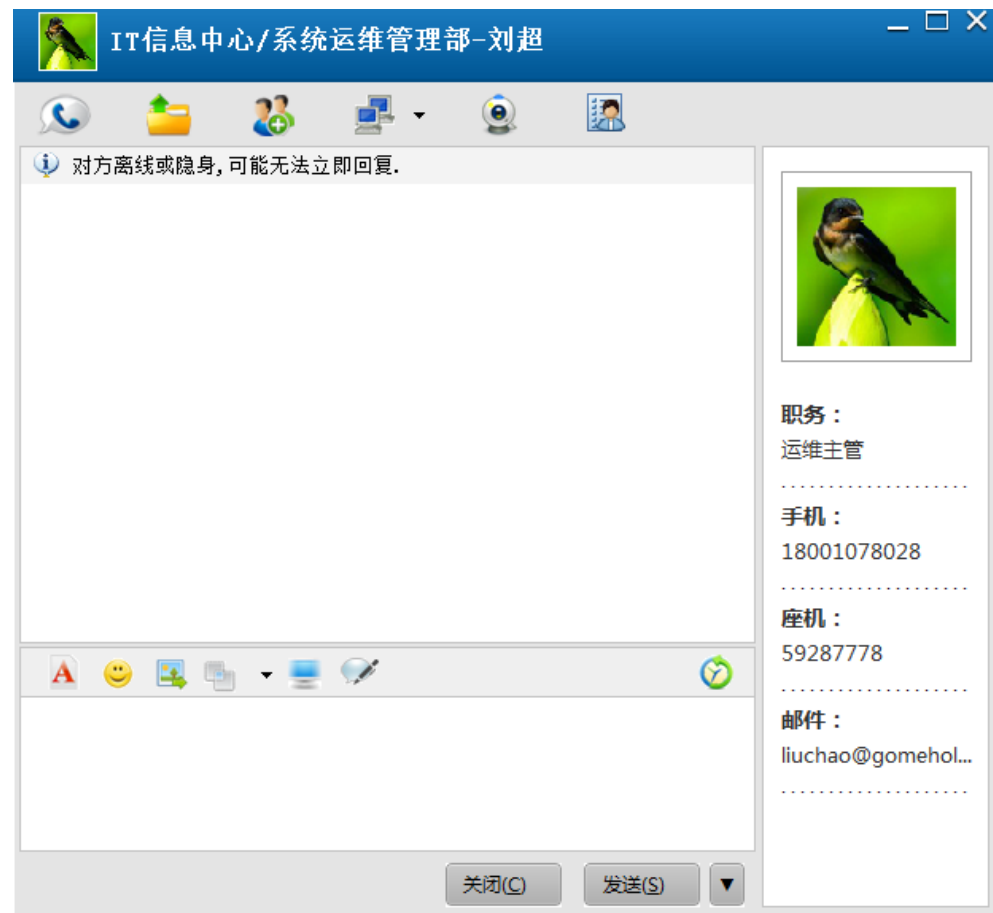 IT信息中心/系统运维管理部-刘超
对方离线或隐身,可能无法立即回复.
职务：
运维主管
手机：
18001078028
座机：
59287778
邮件：
liuchao@gomehol...
A
关闭(C)
发送(S)